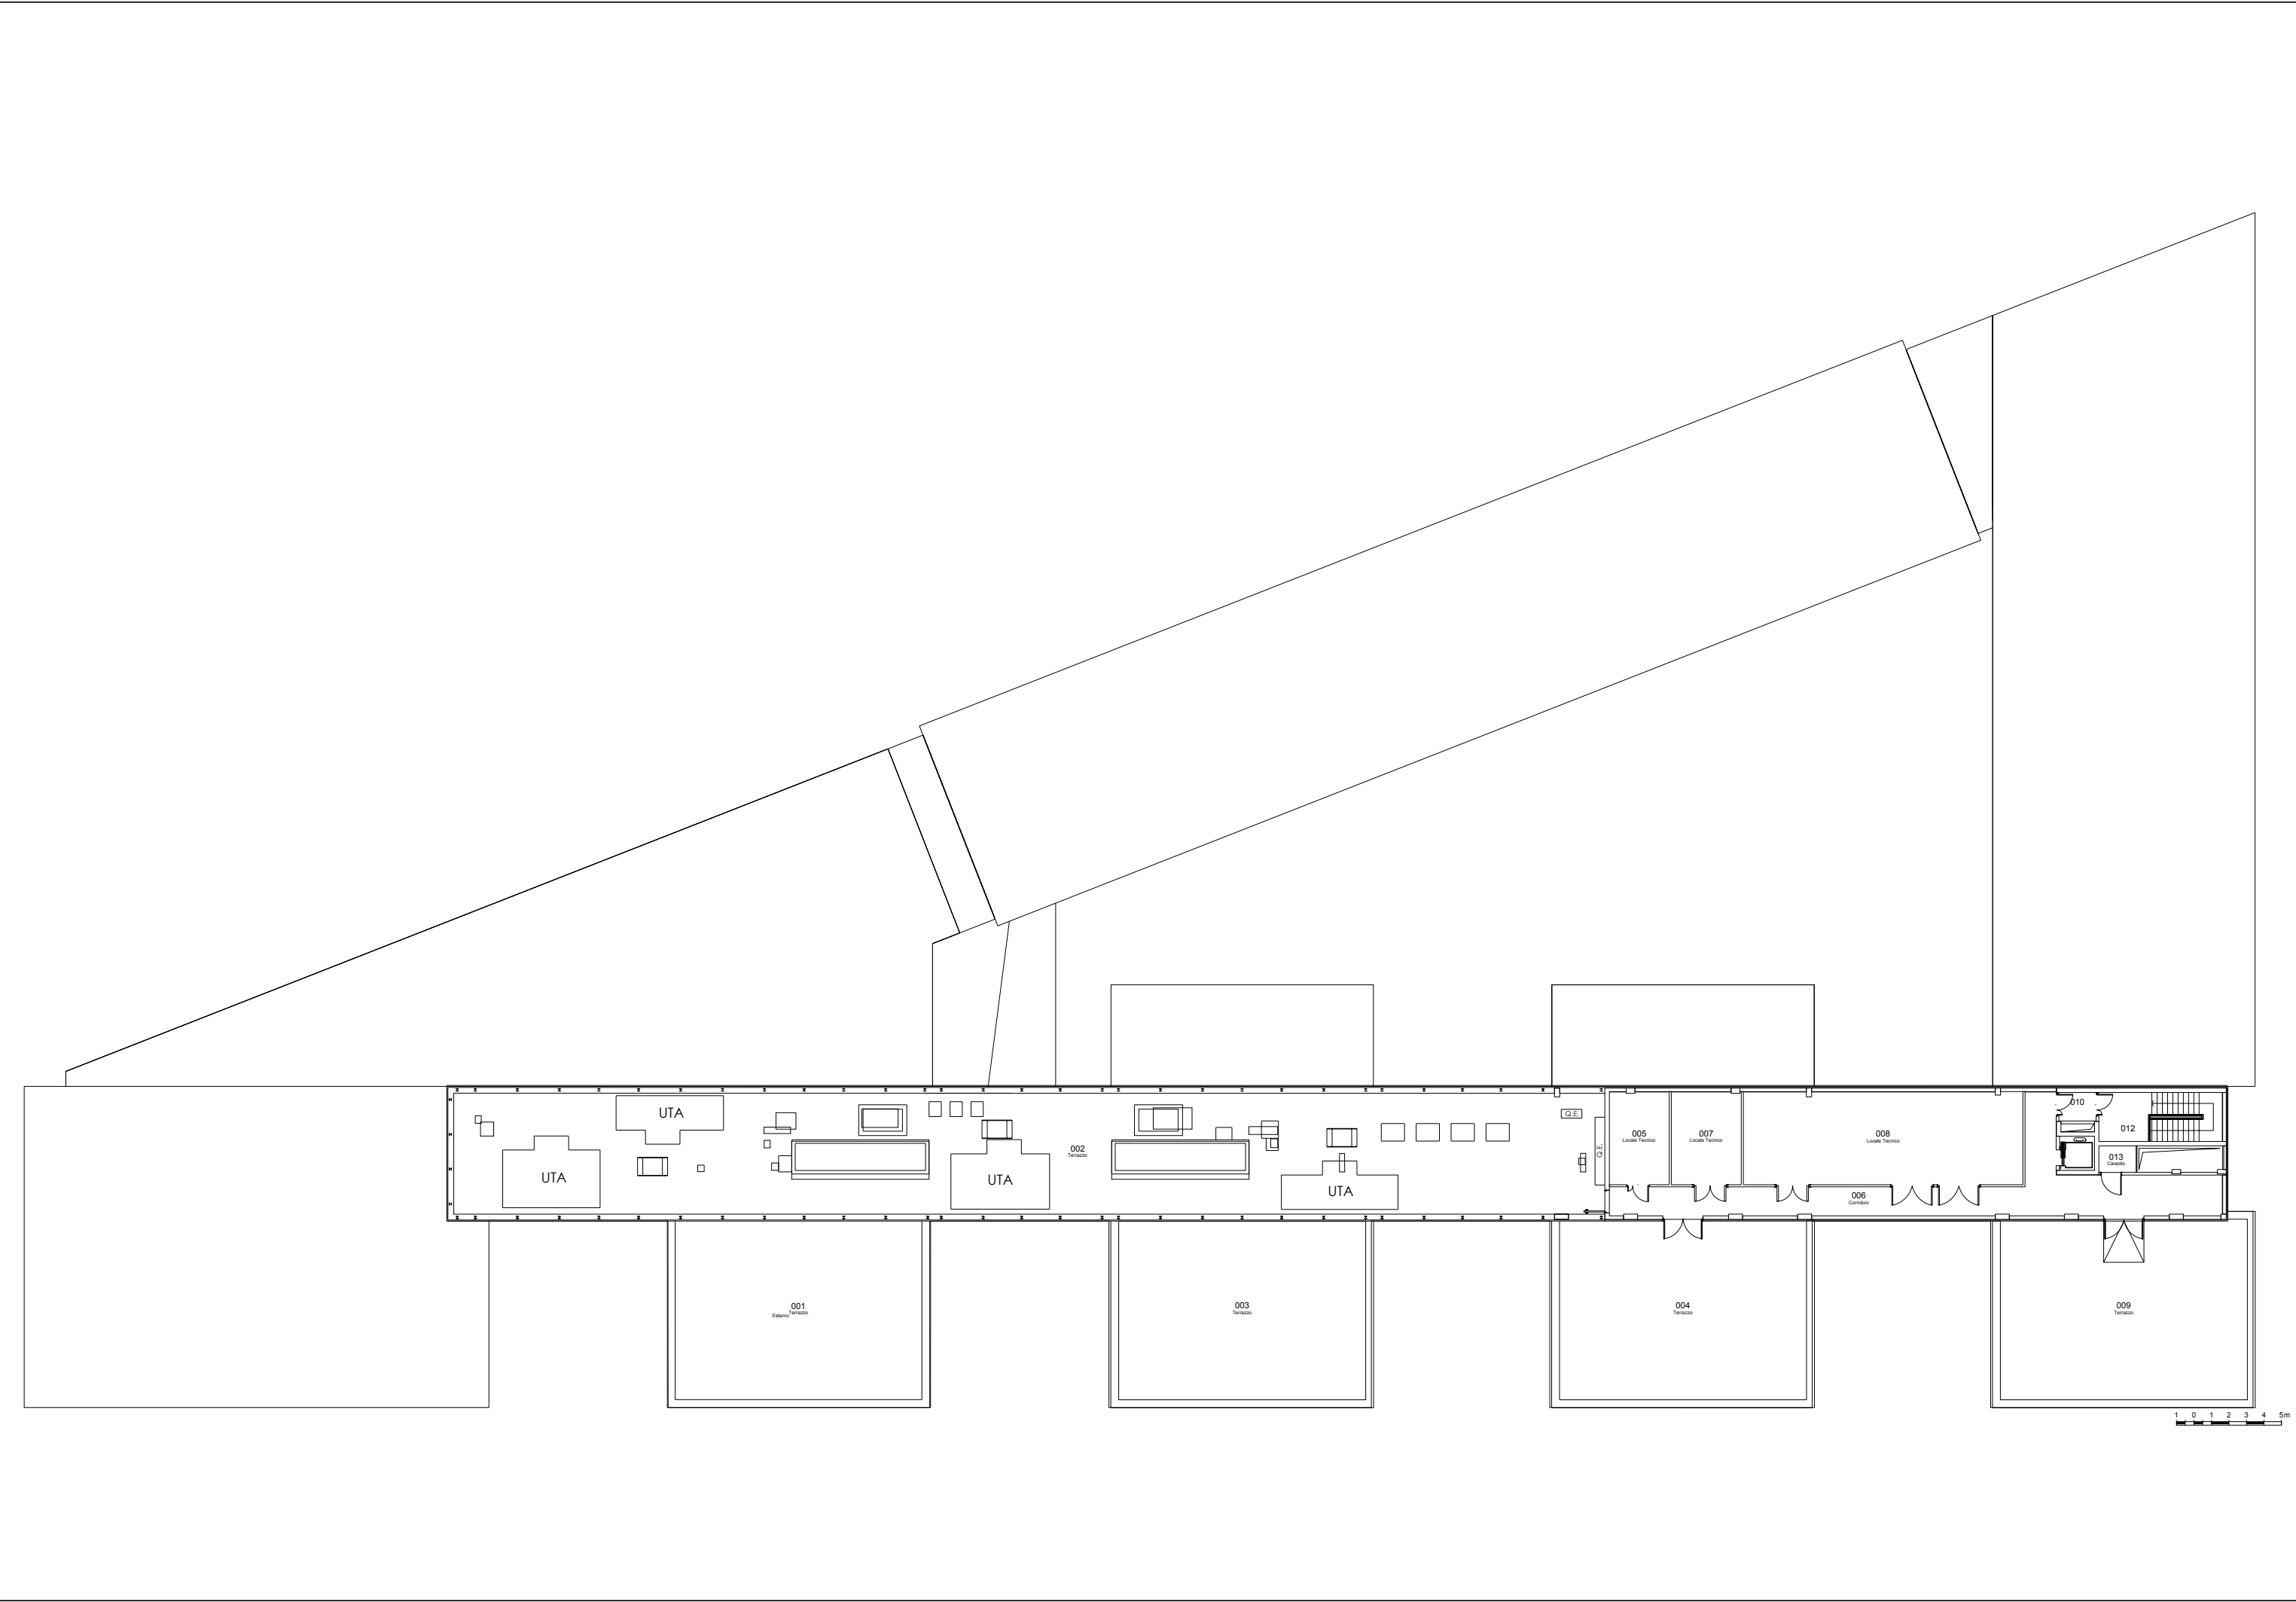 UTA
UTA
UTA
UTA
002
Terrazzo
Q.E.
Q.E.
005
Locale Tecnico
007
Locale Tecnico
008
Locale Tecnico
006
Corridoio
010
012
013
Cavedio
001
Terrazzo
Esterno
003
Terrazzo
004
Terrazzo
009
Terrazzo
1 0 1 2 3 4 5m